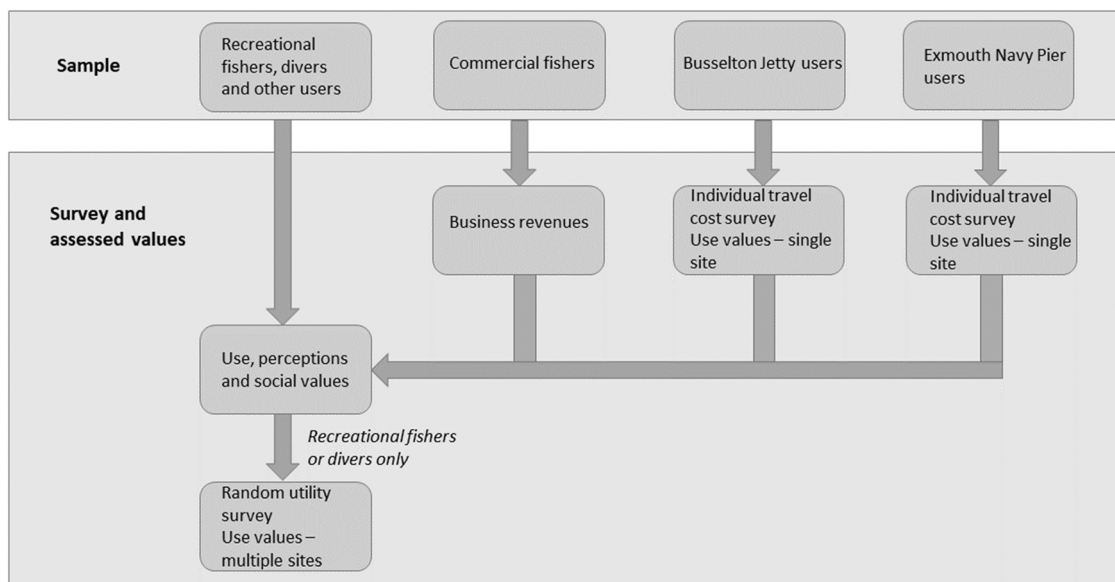 Sample
Recreational
fishers, divers
and other users
Commercial fishers
Busselton Jetty users
Exmouth Navy Pier
users
Survey and
assessed values
Business revenues
Individual travel
cost survey
Use values – single
site
Individual travel
cost survey
Use values – single
site
Use, perceptions
and social values
Recreational fishers
or divers only
Random utility
survey
Use values –
multiple sites